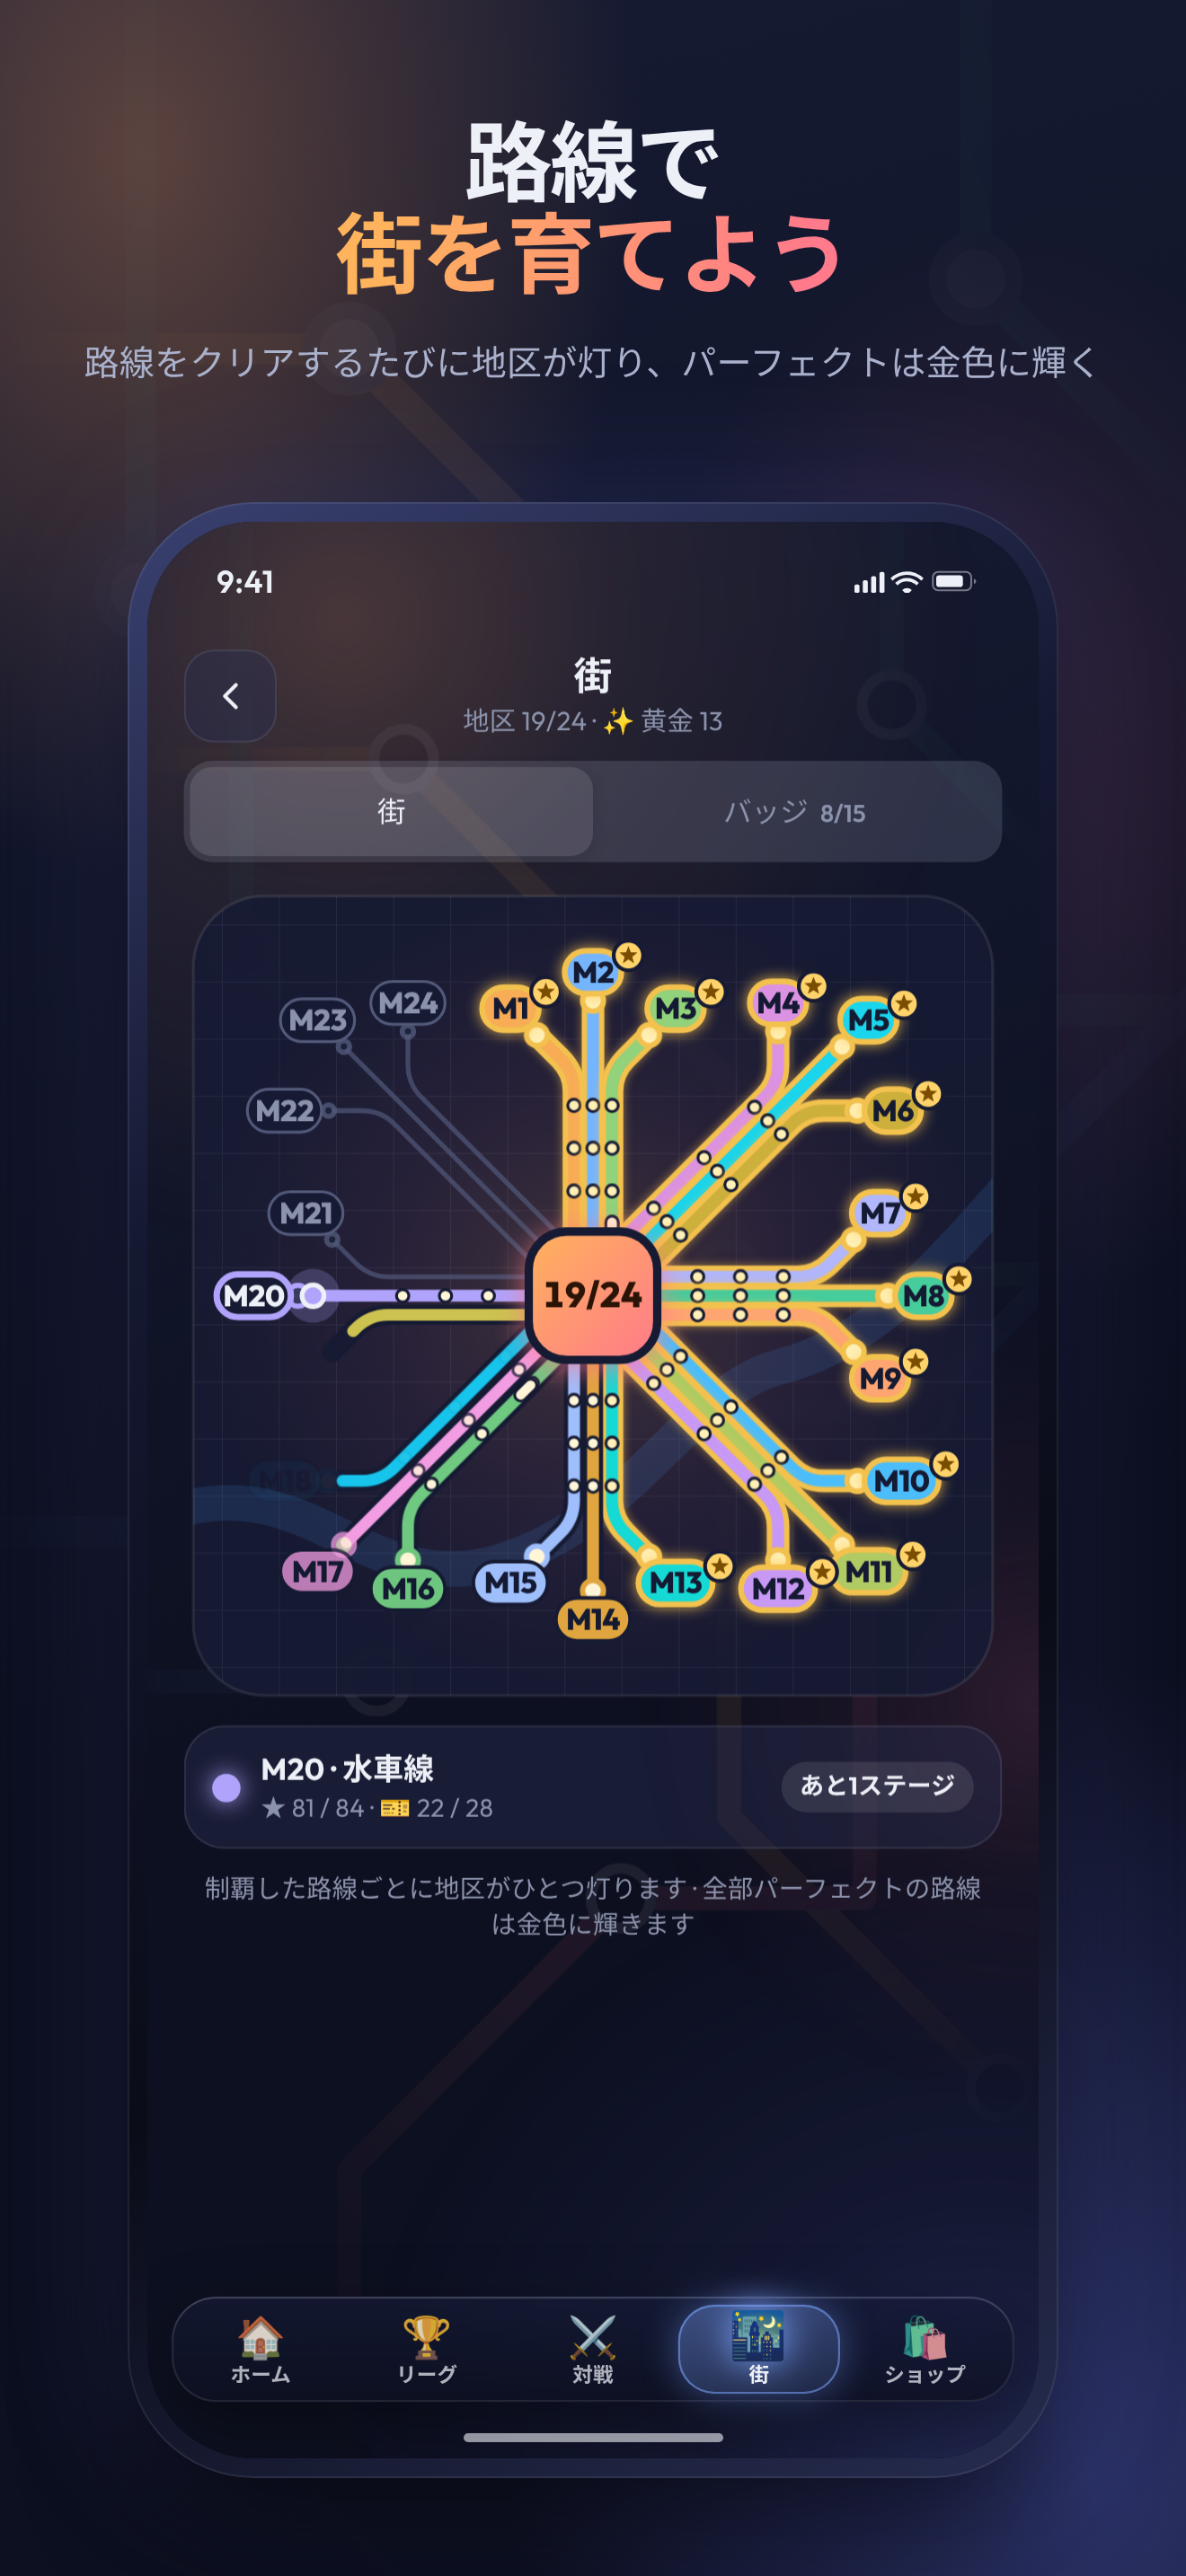 路線で
街を育てよう
路線をクリアするたびに地区が灯り、パーフェクトは金色に輝く
9:41
街
地区 19/24・✨ 黄金 13
街
バッジ 8/15
M23
M24
M1
M2
M3
M4
M5
M22
M6
M21
M7
M20
19/24
M8
M9
M18
M10
M17
M16
M15
M14
M13
M12
M11
M20・水車線
★ 81 / 84・🎫 22 / 28
あと1ステージ
制覇した路線ごとに地区がひとつ灯ります・全部パーフェクトの路線
は金色に輝きます
ホーム
リーグ
対戦
街
ショップ